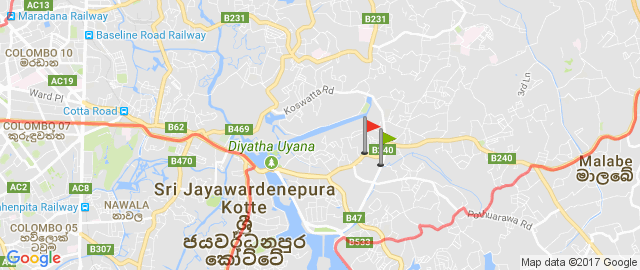 AC13
B231
B231
Maradana Railway
B229
Baseline Road Railway
COLOMBO 10
මරදාන
AC19
Ward Pl
Koswatta Rd
3rd Ln
Cotta Road
COLOMBO 07
කුරුඳුවත්ත
B62
B469
Diyatha Uyana
B240
B240
B470
Malabe
මාලබේ
AC2
AC8
Sri Jayawardenepura
Kotte
ශ්‍රී
ජයවර්ධනපුර
කෝට්ටේ
NAWALA
නාවල
ahenpita Railway
B47
Pothuarawa Rd
COLOMBO 05
හැව්ලොක්
ටවුම
B307
B533
Google
Map data ©2017 Google